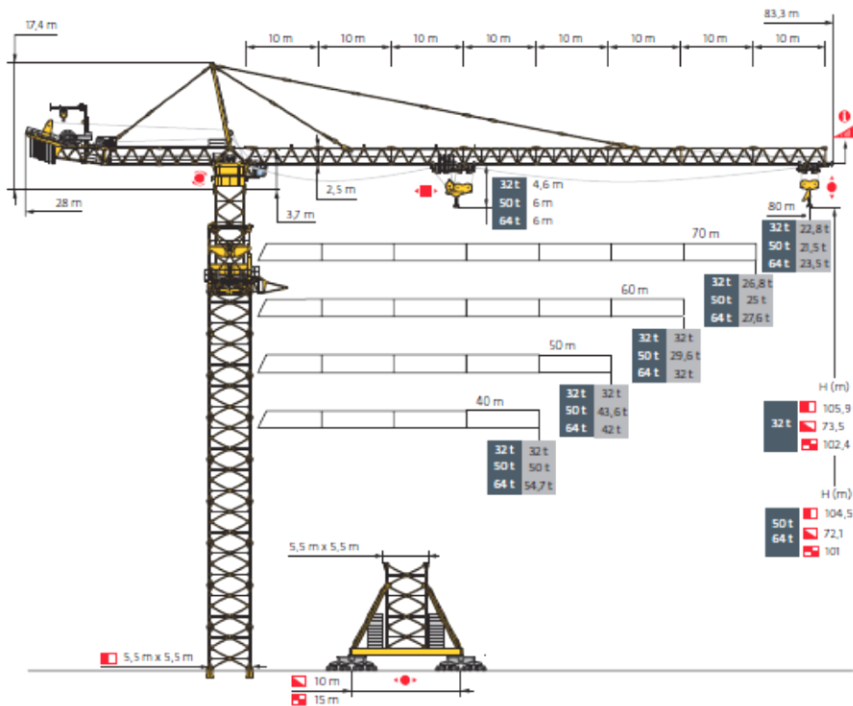 17,4 m
83,3 m
10 m 10 m 10 m 10 m 10 m 10 m 10 m 10 m
28 m
2,5 m
3,7 m
32 t 4,6 m
50 t 6 m
64 t 6 m
80 m
32 t 22,8 t
50 t 21,5 t
64 t 23,5 t
70 m
32 t 26,8 t
50 t 25 t
64 t 27,6 t
60 m
32 t 32 t
50 t 29,6 t
64 t 32 t
50 m
32 t 32 t
50 t 43,6 t
64 t 42 t
40 m
32 t 32 t
50 t 50 t
64 t 54,7 t
H (m)
105,9
32 t 73,5
102,4
H (m)
104,5
50 t
64 t 72,1
101
5,5 m x 5,5 m
5,5 m x 5,5 m
10 m
15 m